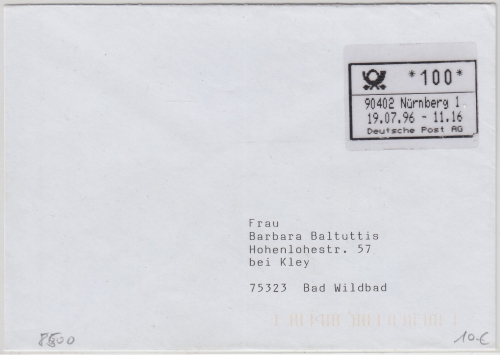 *100*
90402 Nürnberg 1
19.07.96 - 11.16
Deutsche Post AG
Frau
Barbara Baltuttis
Hohenlohestr. 57
bei Kley
75323 Bad Wildbad
10.-€